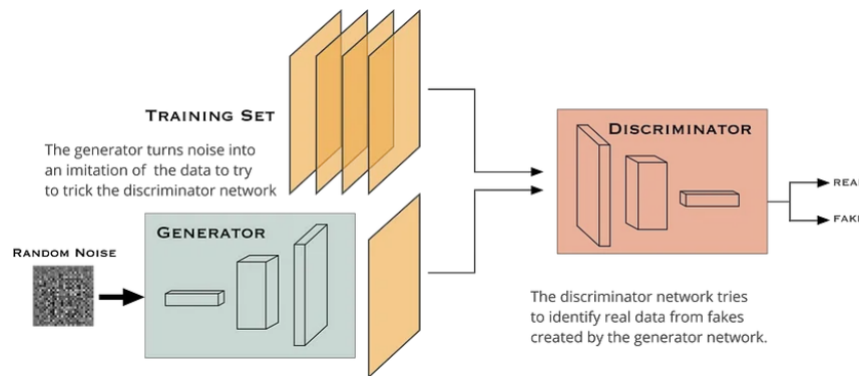 TRAINING SET
The generator turns noise into
an imitation of the data to try
to trick the discriminator network
GENERATOR
RANDOM NOISE
DISCRIMINATOR
REAL
FAKE
The discriminator network tries
to identify real data from fakes
created by the generator network.